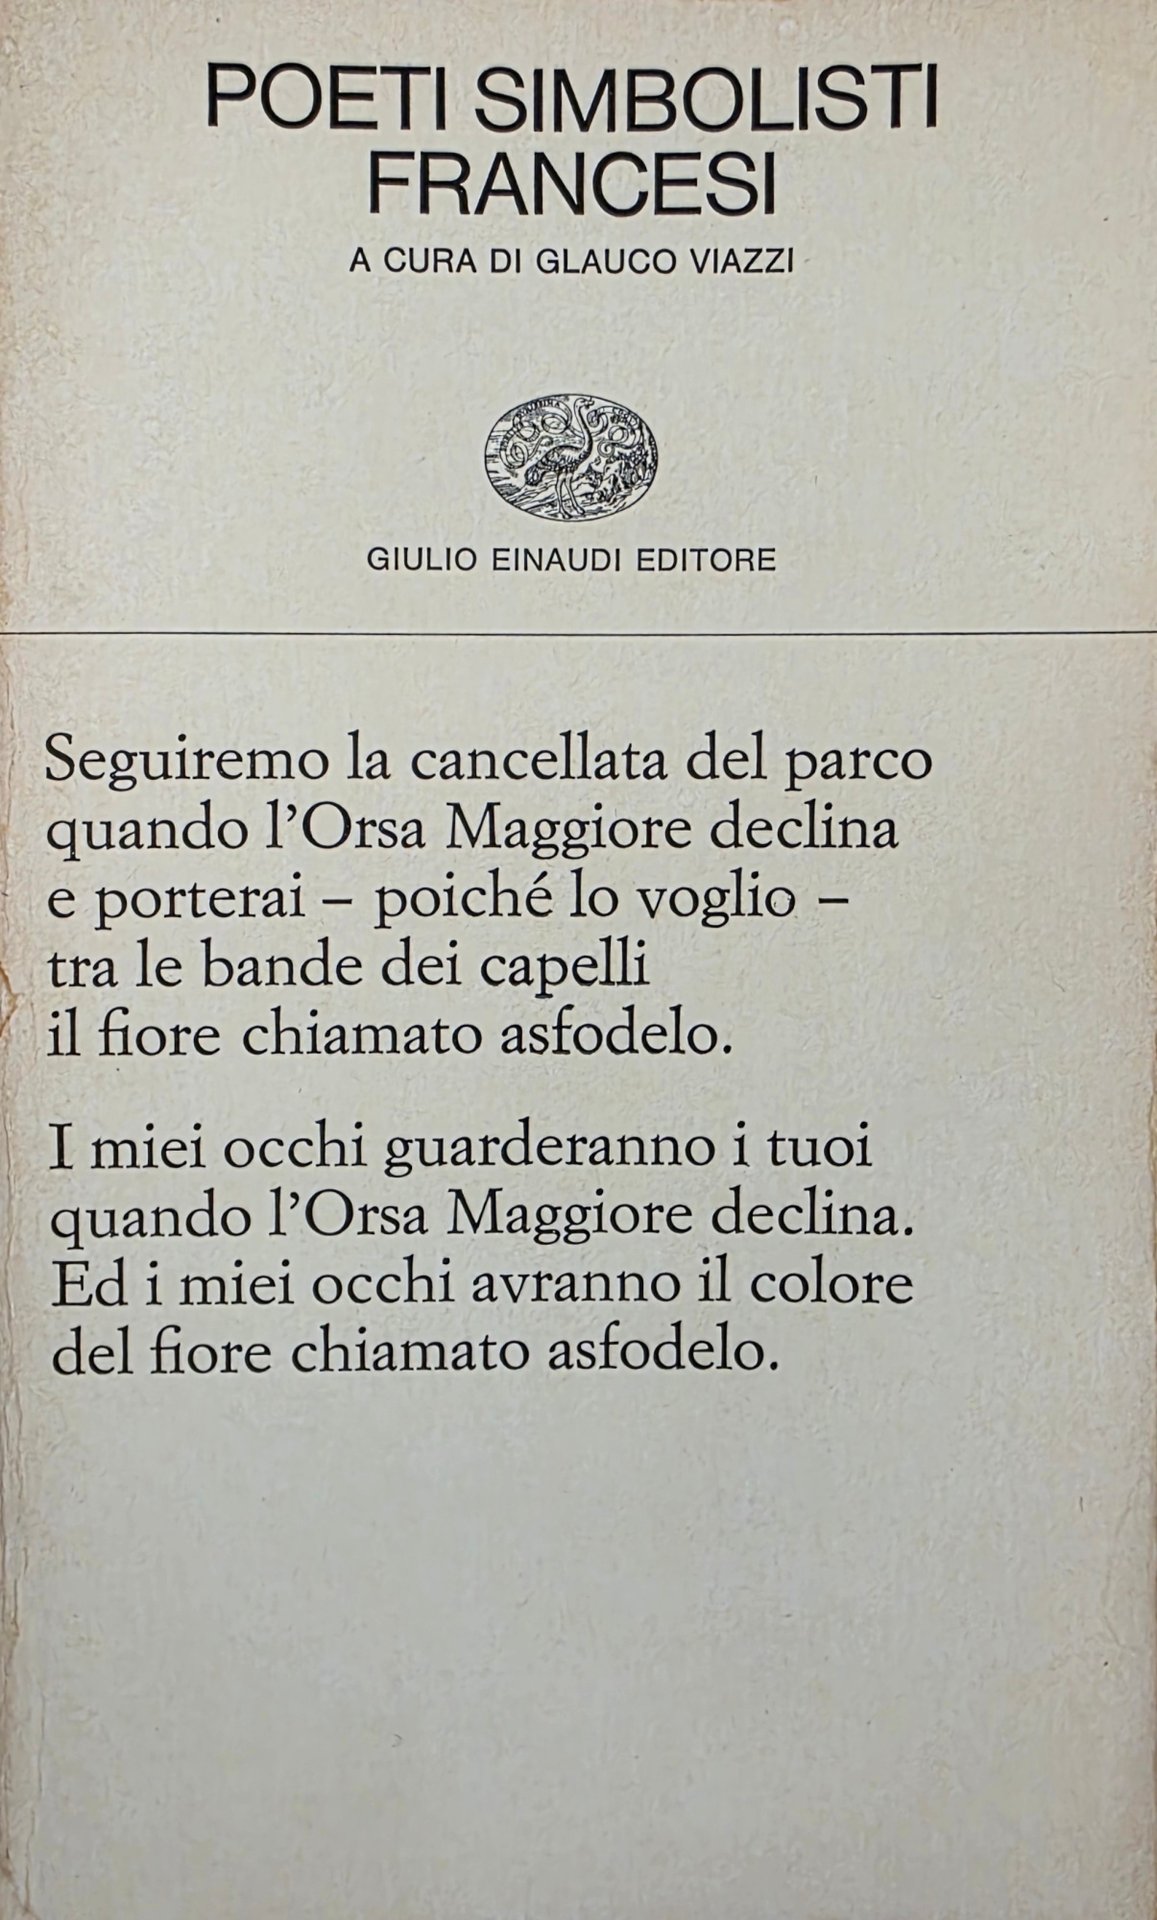 POETI SIMBOLISTI
FRANCESI
A CURA DI GLAUCO VIAZZI
GIULIO EINAUDI EDITORE
Seguiremo la cancellata del parco
quando l’Orsa Maggiore declina
e porterai – poiché lo voglio –
tra le bande dei capelli
il fiore chiamato asfodelo.
I miei occhi guarderanno i tuoi
quando l’Orsa Maggiore declina.
Ed i miei occhi avranno il colore
del fiore chiamato asfodelo.